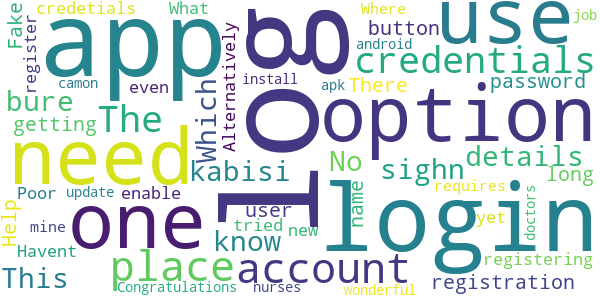 credetials What Where job
Fake register app log use button android
camon even Which Alternatively install apk There credentials password
bure The option
getting need kabisi No sighn details long
Poor update enable user name requires yet doctors
Help mine one tried new login registering
Havent know
This place account registration
Congratulations nurses wonderful